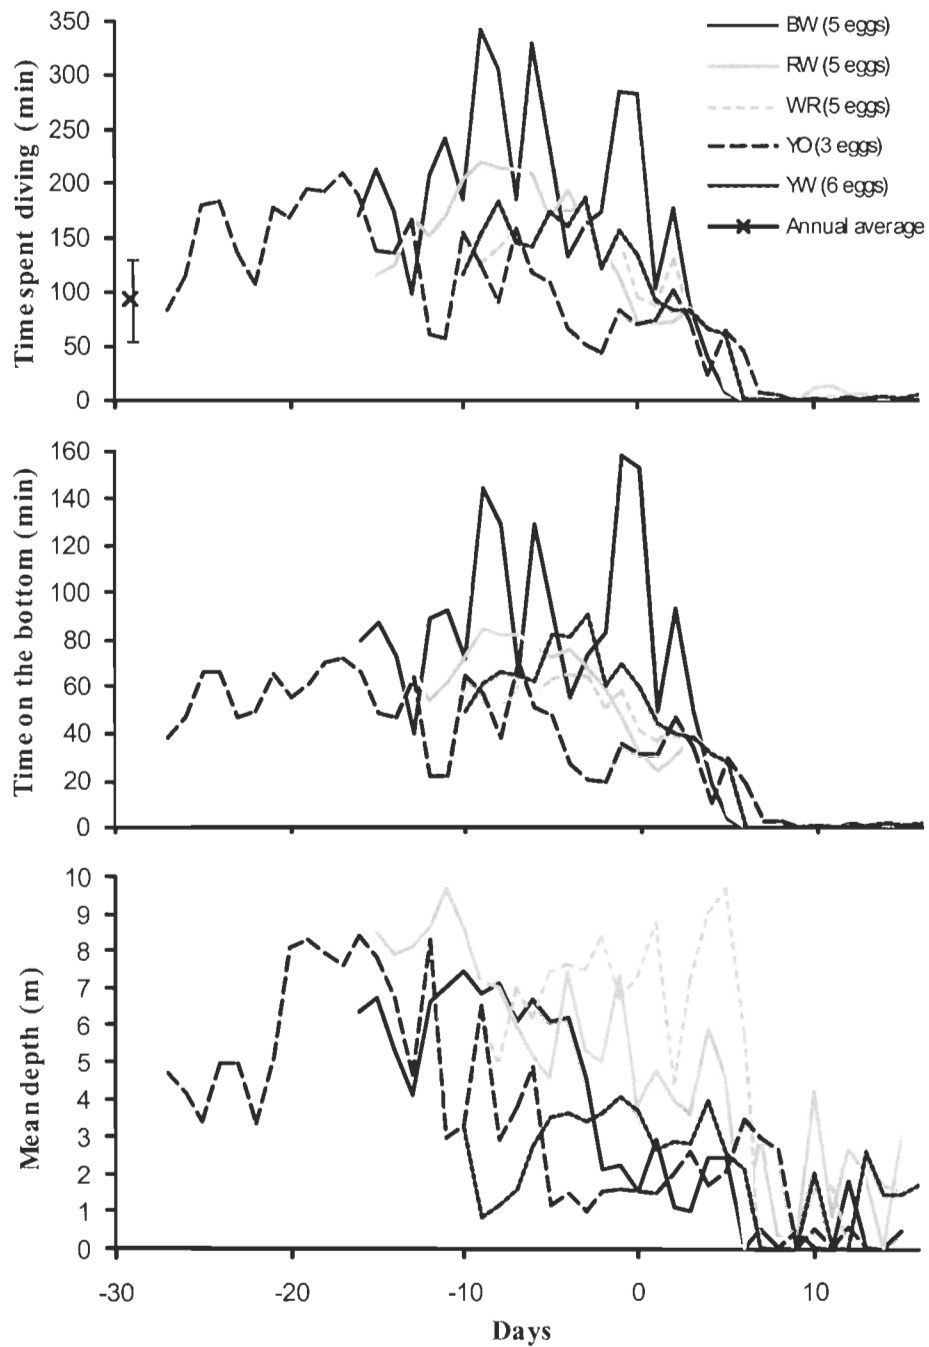 Time spent diving (min)
350
300
250
200
150
100
50
0
BW (5 eggs)
RW (5 eggs)
WR (5 eggs)
YO (3 eggs)
YW (6 eggs)
Annual average
Time on the bottom (min)
160
140
120
100
80
60
40
20
0
Mean depth (m)
10
9
8
7
6
5
4
3
2
1
0
-30 -20 -10 0 10
Days